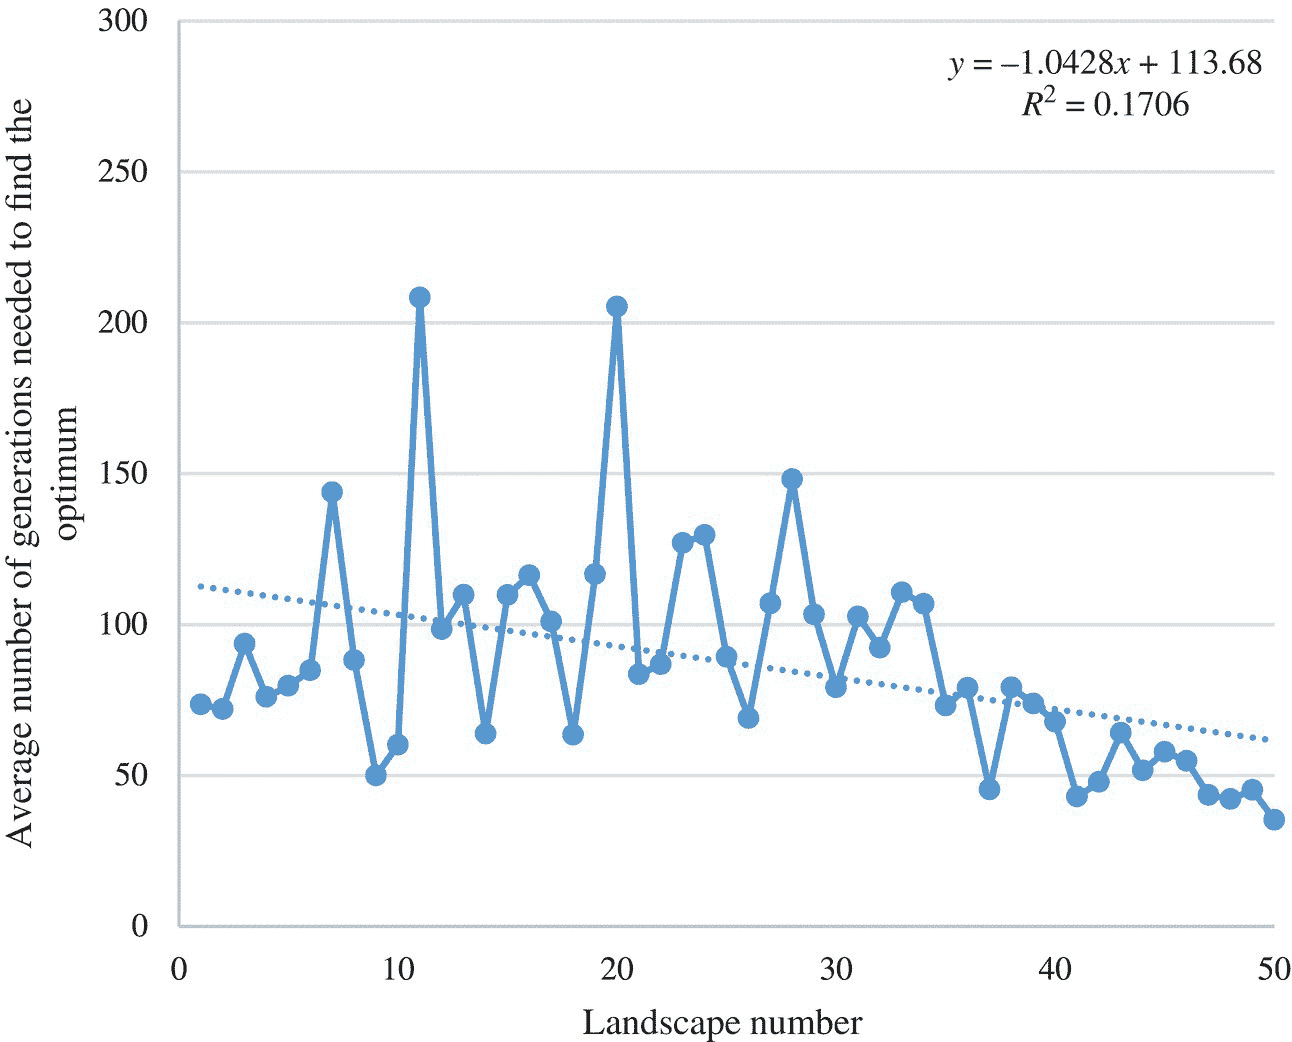 300
250
200
150
100
50
0
0 10 20 30 40 50
Average number of generations needed to find the
optimum
Landscape number
y = –1.0428x + 113.68
R² = 0.1706